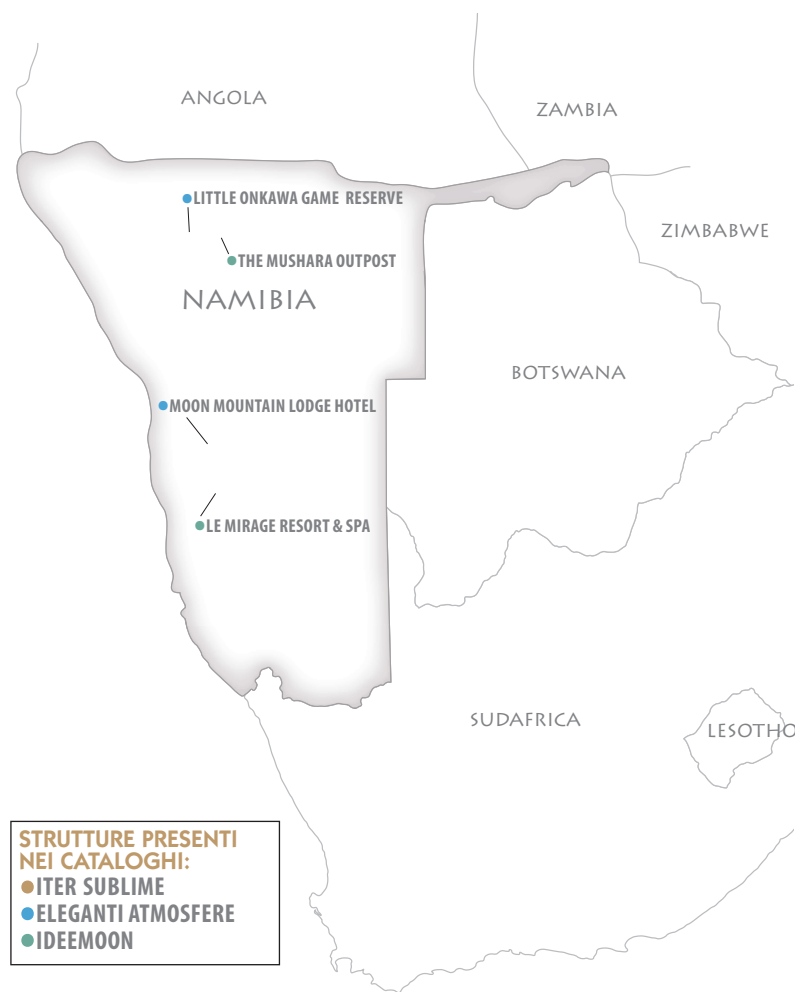 ANGOLA
ZAMBIA
LITTLE ONKAWA GAME RESERVE
ZIMBABWE
THE MUSHARA OUTPOST
NAMIBIA
BOTSWANA
MOON MOUNTAIN LODGE HOTEL
LE MIRAGE RESORT & SPA
SUDAFRICA
LESOTHO
STRUTTURE PRESENTI
NEI CATALOGHI:
ITER SUBLIME
ELEGANTI ATMOSFERE
IDEEMOON